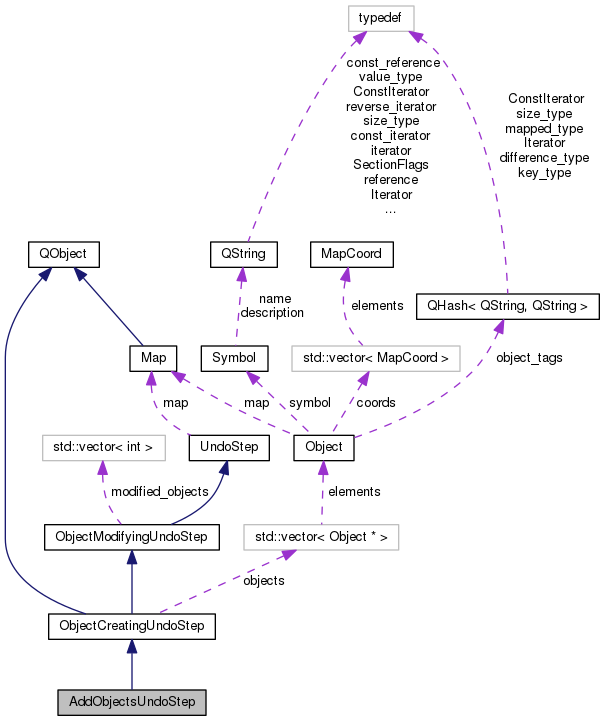 typedef
const_reference
value_type
ConstIterator
reverse_iterator
size_type
const_iterator
iterator
SectionFlags
reference
Iterator
...
ConstIterator
size_type
mapped_type
Iterator
difference_type
key_type
QObject
QString
MapCoord
name
description
elements
QHash< QString, QString >
Map
Symbol
std::vector< MapCoord >
object_tags
map
map
symbol
coords
std::vector< int >
UndoStep
Object
modified_objects
elements
ObjectModifyingUndoStep
std::vector< Object * >
objects
ObjectCreatingUndoStep
AddObjectsUndoStep